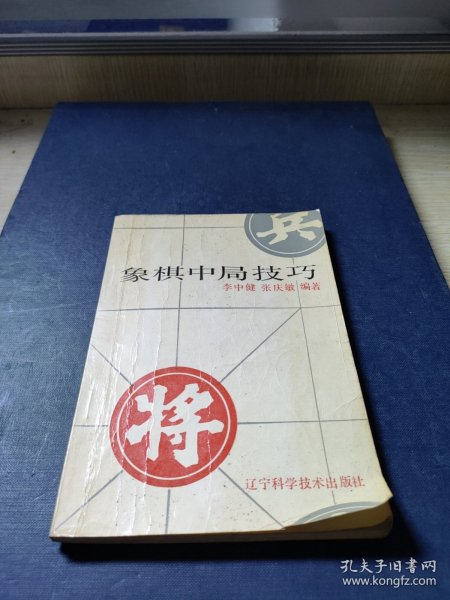 兵
象棋中局技巧
李中健 张庆敏 编著
将
辽宁科学技术出版社
孔夫子旧书网
www.kongfz.com